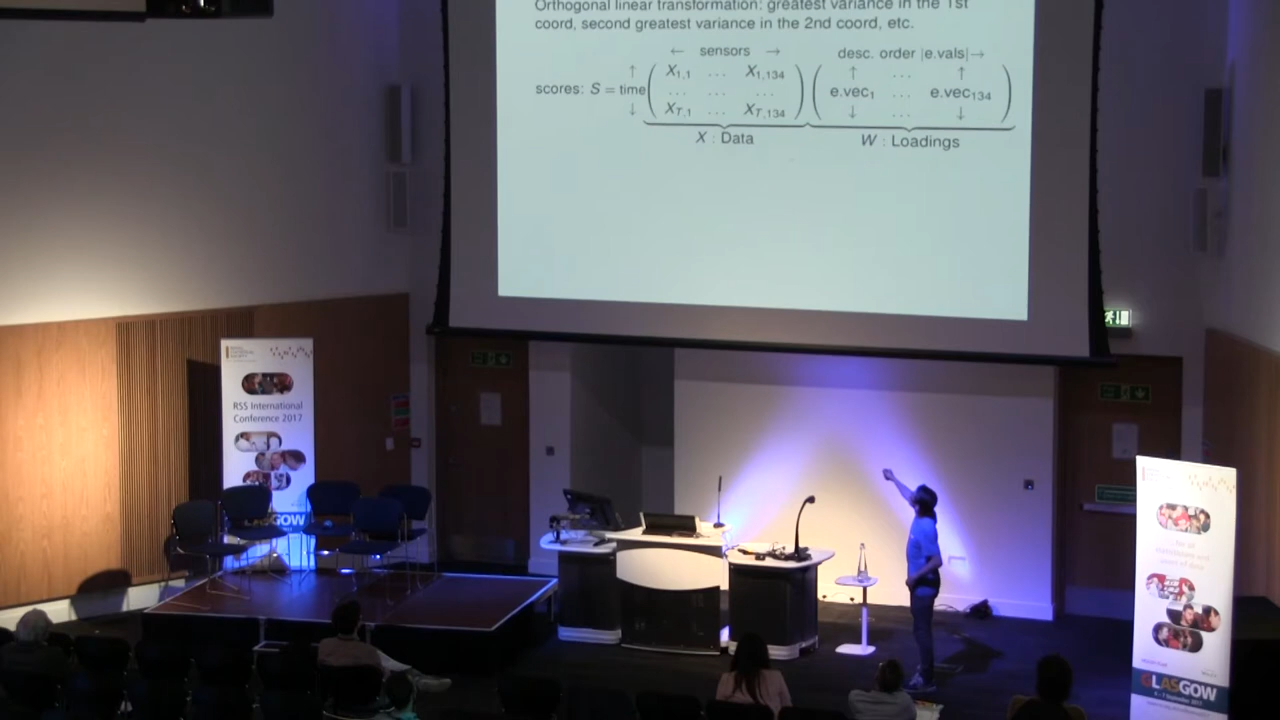 Orthogonal linear transformation: greatest variance in the 1st
coord, second greatest variance in the 2nd coord, etc.
← sensors → desc. order |e.vals|→
↑ X1,1 ... X1,134 ↑ ... ↑
scores: S = time ... ... ... e.vec1 ... e.vec134
↓ XT,1 ... XT,134 ↓ ... ↓
X : Data W : Loadings
RSS International
Conference 2017
GLASGOW
GLASGOW